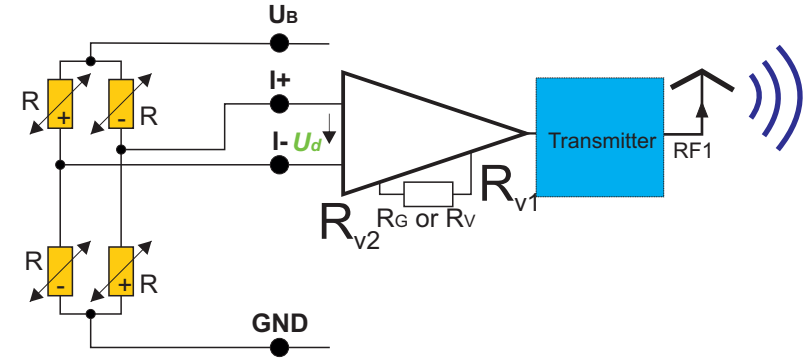 UB
I+
R
+
-
R
I- Ud
Transmitter
RF1
Rv1
Rv2
RG or RV
R
-
+
R
GND